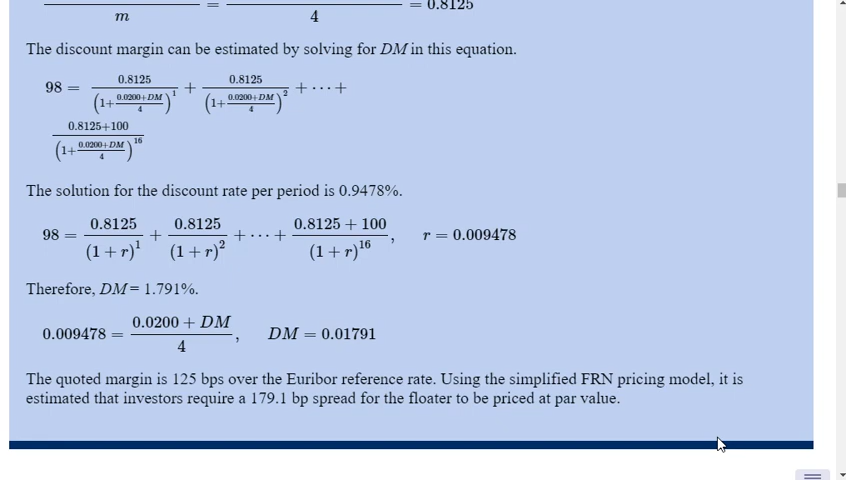 m = 4 = 0.8125
The discount margin can be estimated by solving for DM in this equation.
98 = 0.8125/(1+(0.0200+DM)/4)^1 + 0.8125/(1+(0.0200+DM)/4)^2 + ⋯ +
(0.8125+100)/(1+(0.0200+DM)/4)^16
The solution for the discount rate per period is 0.9478%.
98 = 0.8125/(1 + r)^1 + 0.8125/(1 + r)^2 + ⋯ + (0.8125 + 100)/(1 + r)^16, r = 0.009478
Therefore, DM = 1.791%.
0.009478 = (0.0200 + DM)/4, DM = 0.01791
The quoted margin is 125 bps over the Euribor reference rate. Using the simplified FRN pricing model, it is
estimated that investors require a 179.1 bp spread for the floater to be priced at par value.